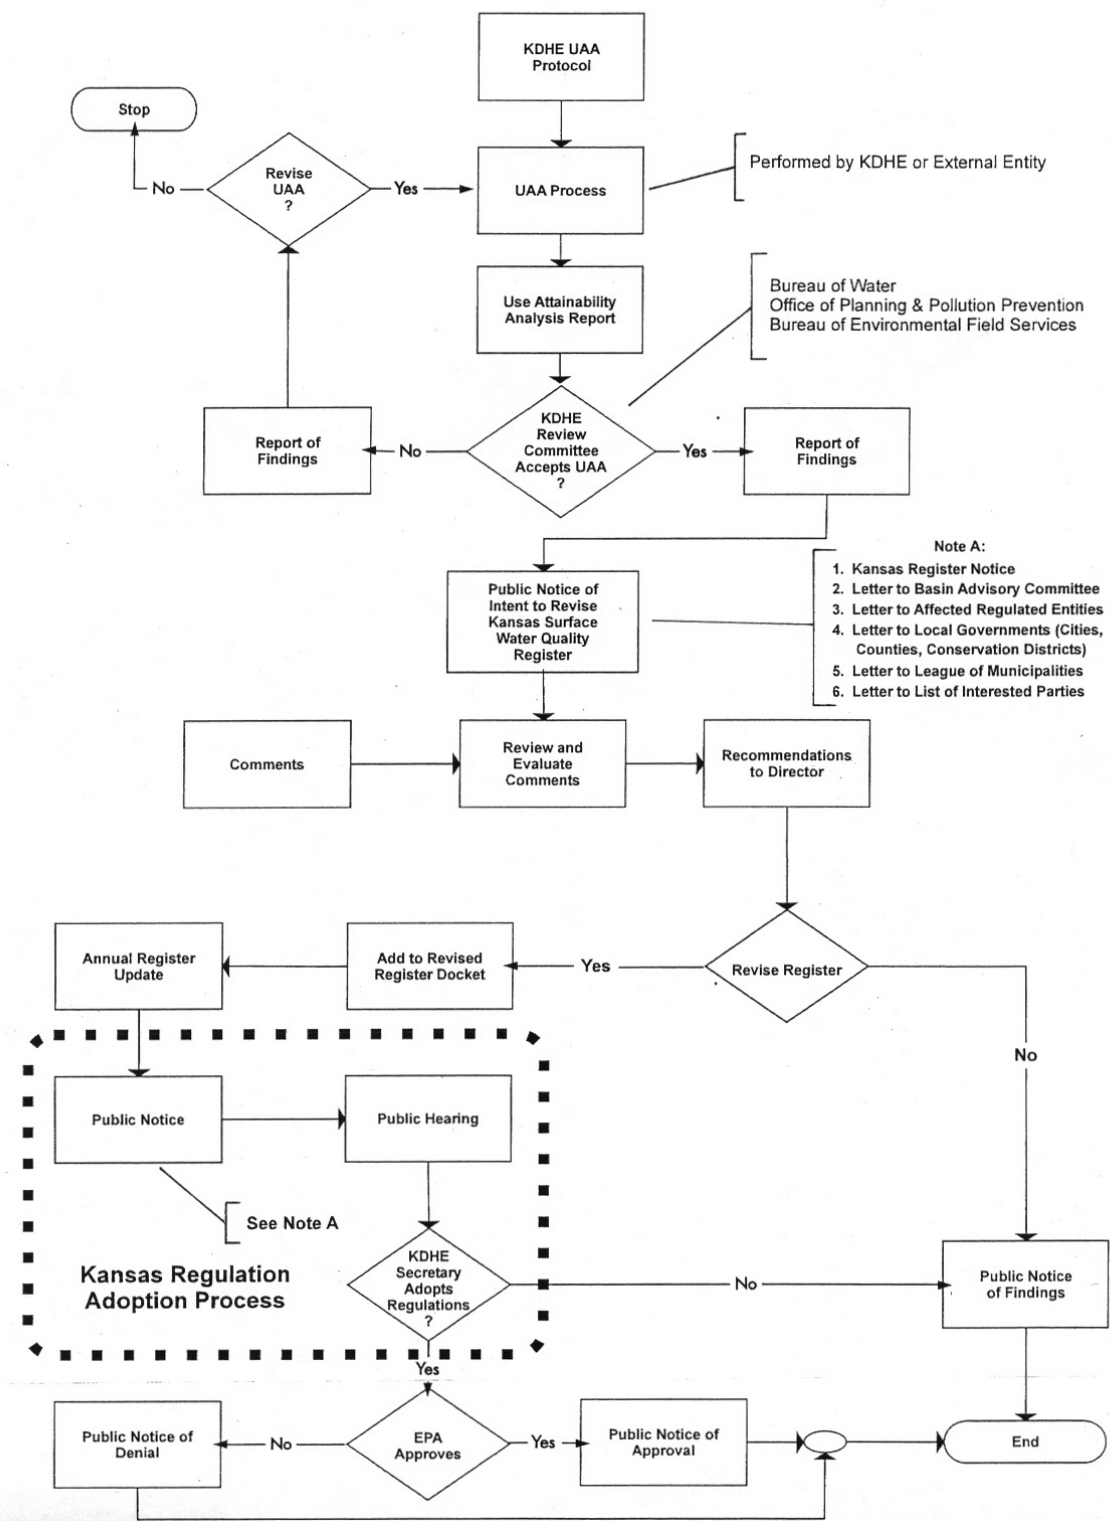 KDHE UAA
Protocol
Stop
Revise
UAA
?
No
Yes
UAA Process
Performed by KDHE or External Entity
Use Attainability
Analysis Report
Bureau of Water
Office of Planning & Pollution Prevention
Bureau of Environmental Field Services
KDHE
Review
Committee
Accepts UAA
?
No
Yes
Report of
Findings
Report of
Findings
Public Notice of
Intent to Revise
Kansas Surface
Water Quality
Register
Note A:
1. Kansas Register Notice
2. Letter to Basin Advisory Committee
3. Letter to Affected Regulated Entities
4. Letter to Local Governments (Cities,
Counties, Conservation Districts)
5. Letter to League of Municipalities
6. Letter to List of Interested Parties
Comments
Review and
Evaluate
Comments
Recommendations
to Director
Revise Register
Yes
No
Add to Revised
Register Docket
Annual Register
Update
Public Notice
Public Hearing
See Note A
Kansas Regulation
Adoption Process
KDHE
Secretary
Adopts
Regulations
?
No
Public Notice
of Findings
Yes
EPA
Approves
No
Yes
Public Notice of
Denial
Public Notice of
Approval
End